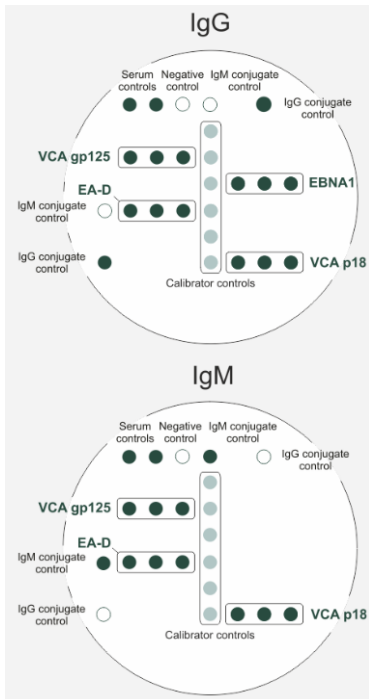 IgG
Serum
controls
Negative
control
IgM conjugate
control
IgG conjugate
control
VCA gp125
EBNA1
EA-D
IgM conjugate
control
IgG conjugate
control
VCA p18
Calibrator controls
IgM
Serum
controls
Negative
control
IgM conjugate
control
IgG conjugate
control
VCA gp125
EA-D
IgM conjugate
control
IgG conjugate
control
VCA p18
Calibrator controls